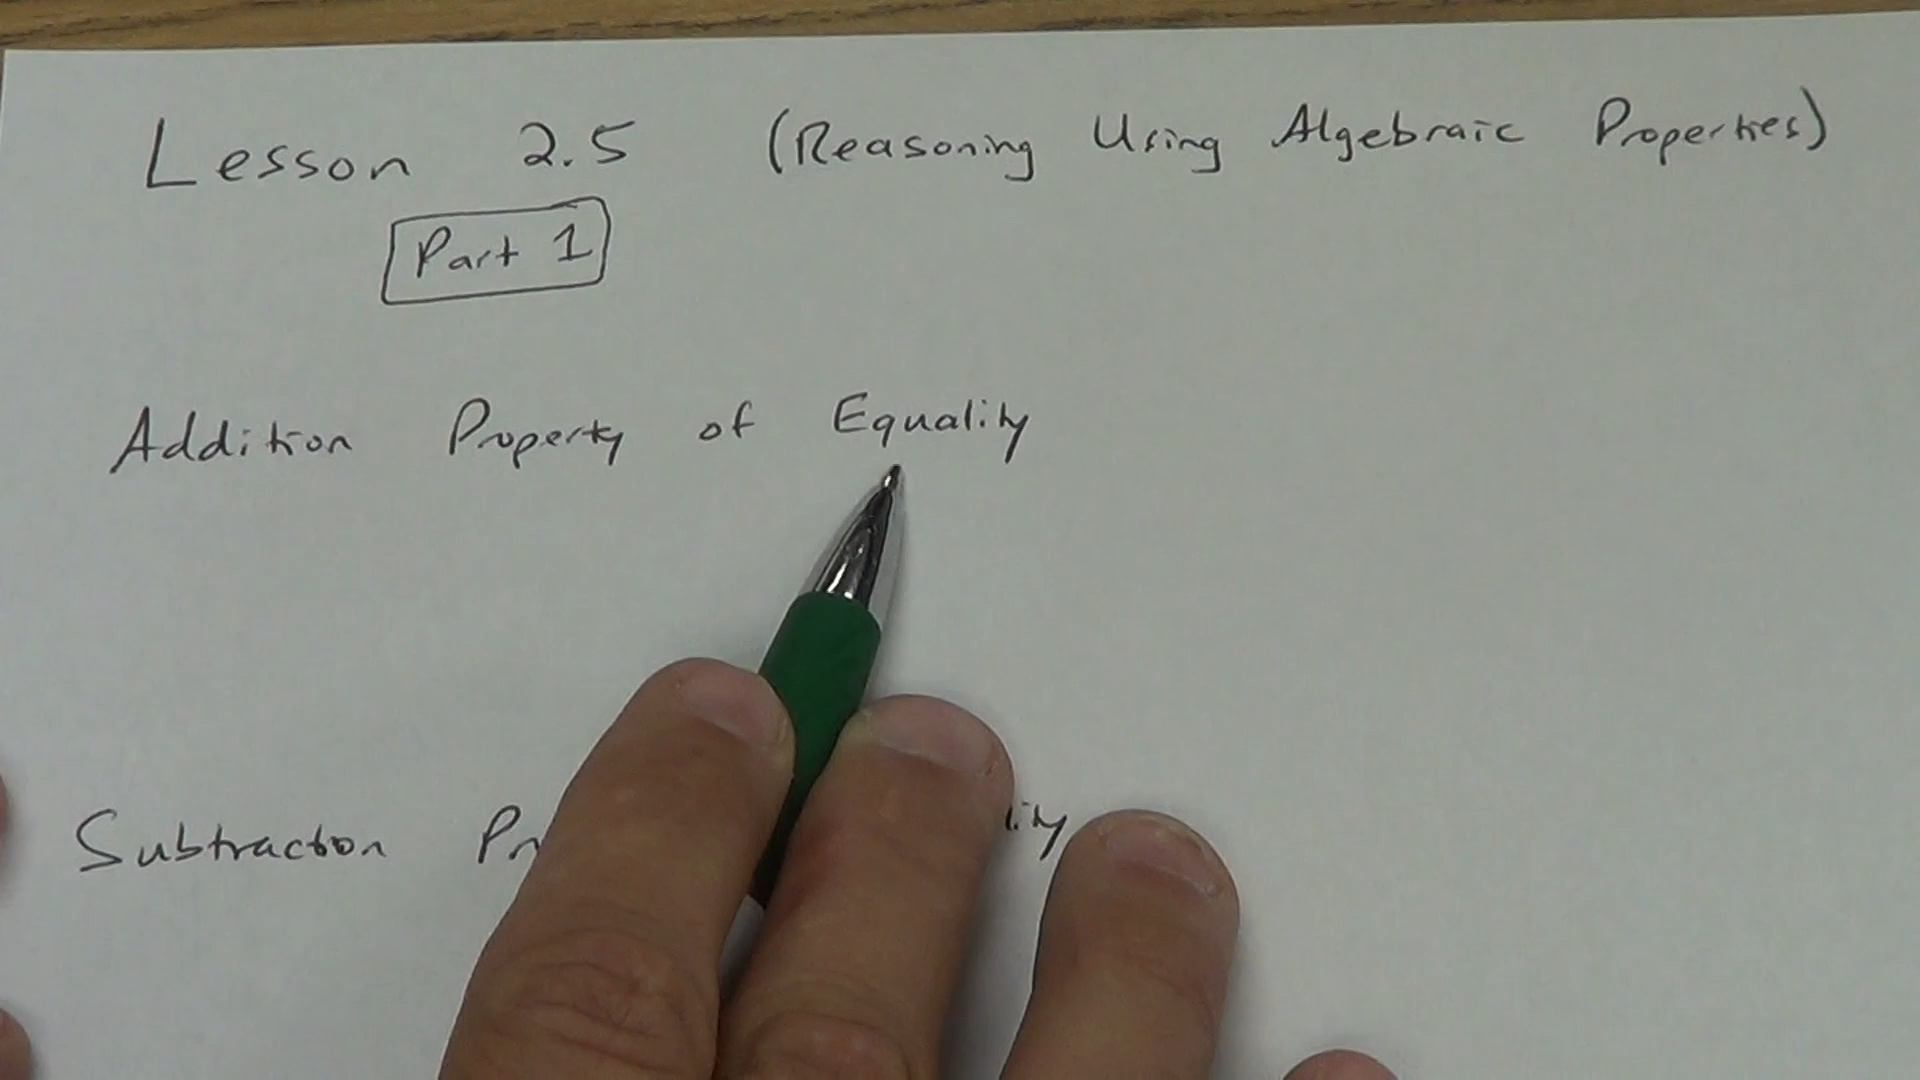 Lesson 2.5 (Reasoning Using Algebraic Properties)
Part 1
Addition Property of Equality
Subtraction